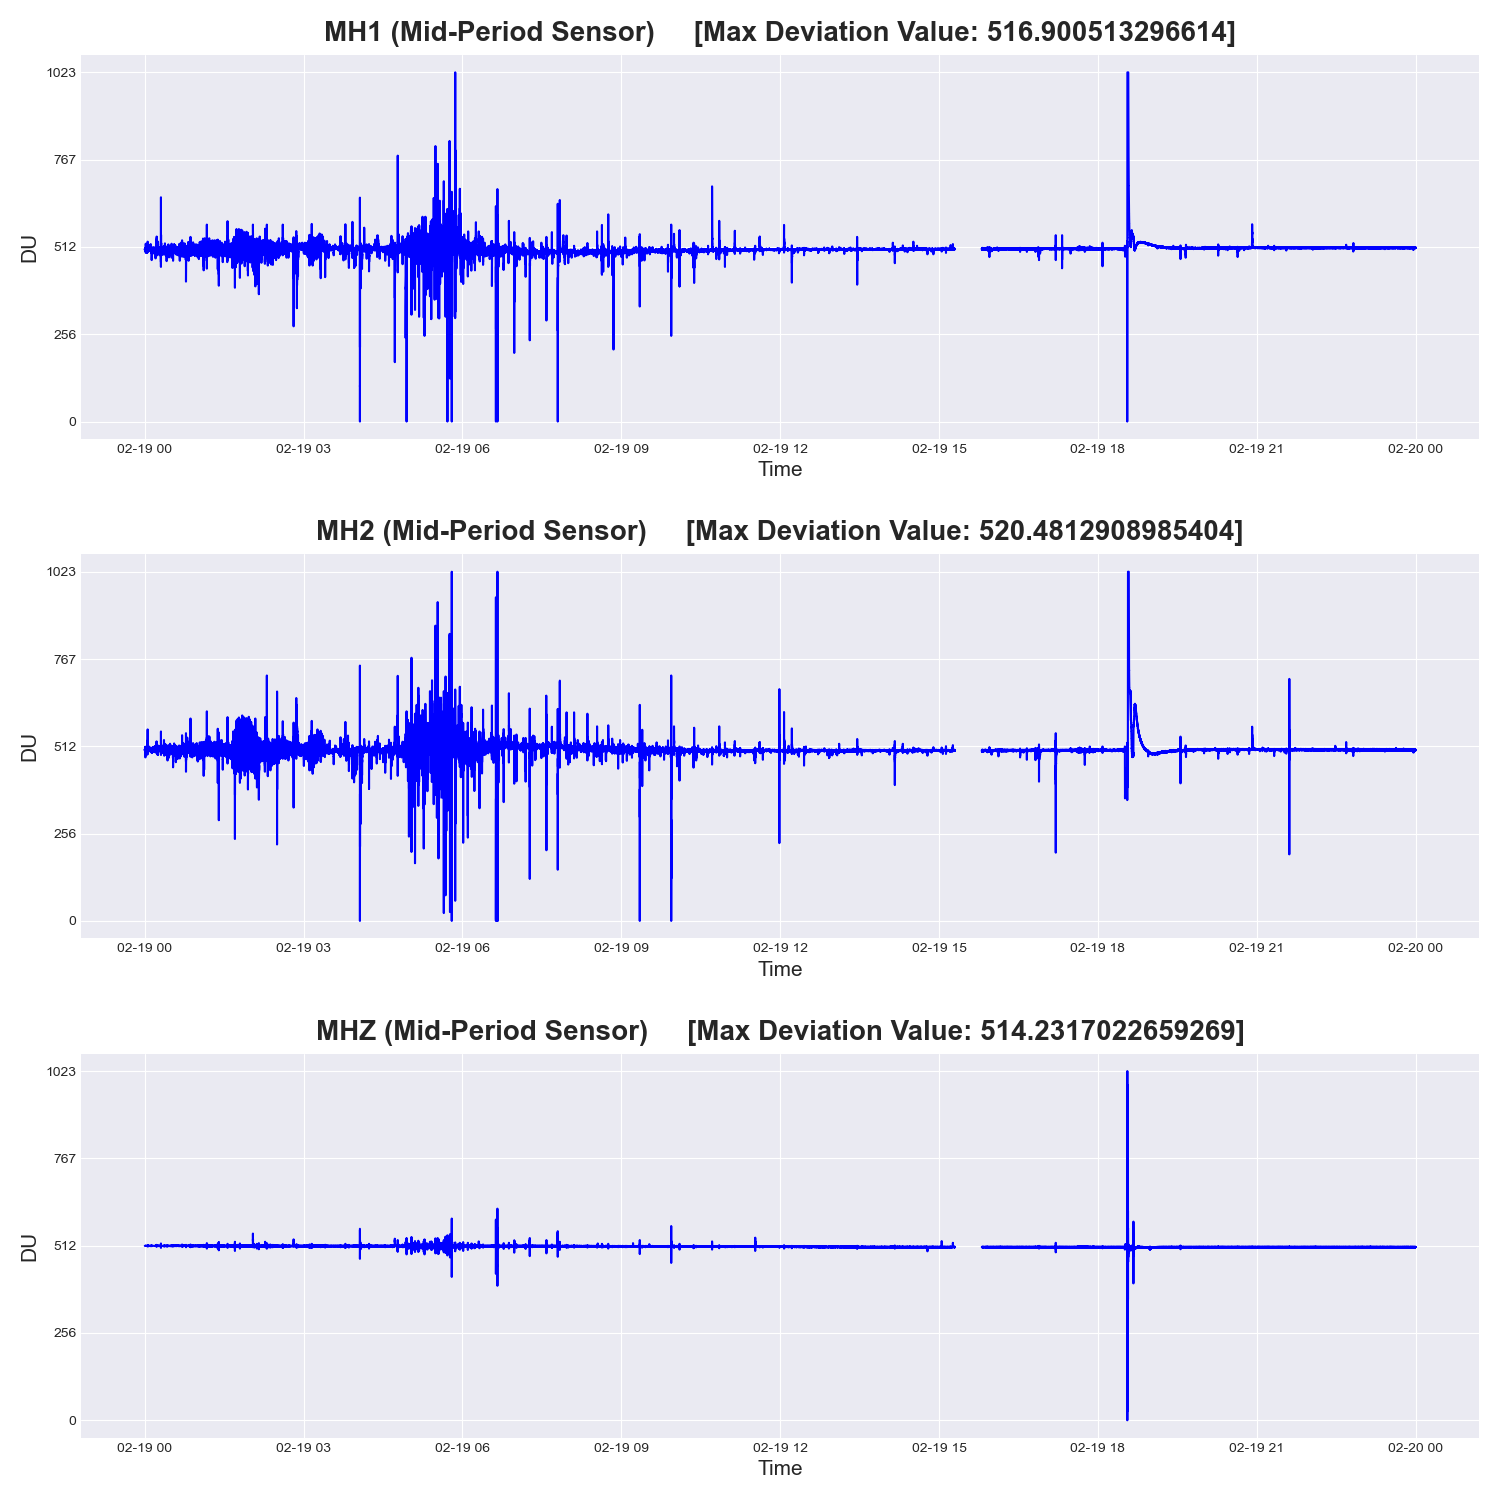 MH1 (Mid-Period Sensor) [Max Deviation Value: 516.900513296614]
1023
767
512
256
0
DU
02-19 00 02-19 03 02-19 06 02-19 09 02-19 12 02-19 15 02-19 18 02-19 21 02-20 00
Time
MH2 (Mid-Period Sensor) [Max Deviation Value: 520.4812908985404]
1023
767
512
256
0
DU
02-19 00 02-19 03 02-19 06 02-19 09 02-19 12 02-19 15 02-19 18 02-19 21 02-20 00
Time
MHZ (Mid-Period Sensor) [Max Deviation Value: 514.2317022659269]
1023
767
512
256
0
DU
02-19 00 02-19 03 02-19 06 02-19 09 02-19 12 02-19 15 02-19 18 02-19 21 02-20 00
Time